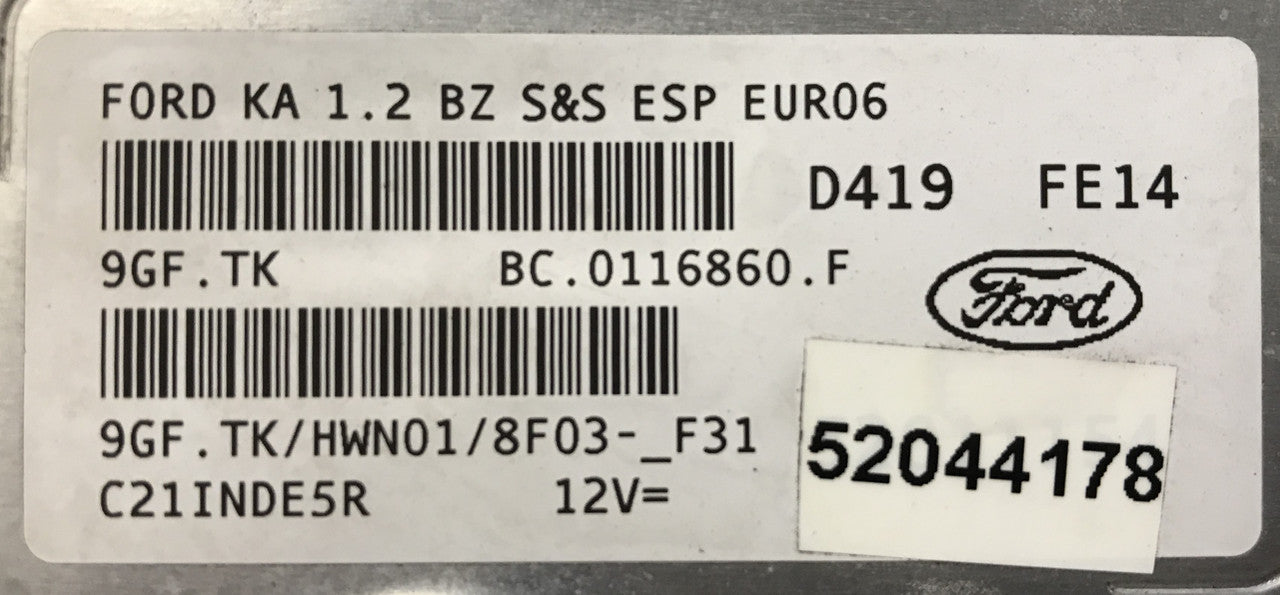 FORD KA 1.2 BZ S&S ESP EURO6
D419 FE14
9GF.TK BC.0116860.F
Ford
9GF.TK/HWN01/8F03-_F31
52044178
C21INDE5R 12V=